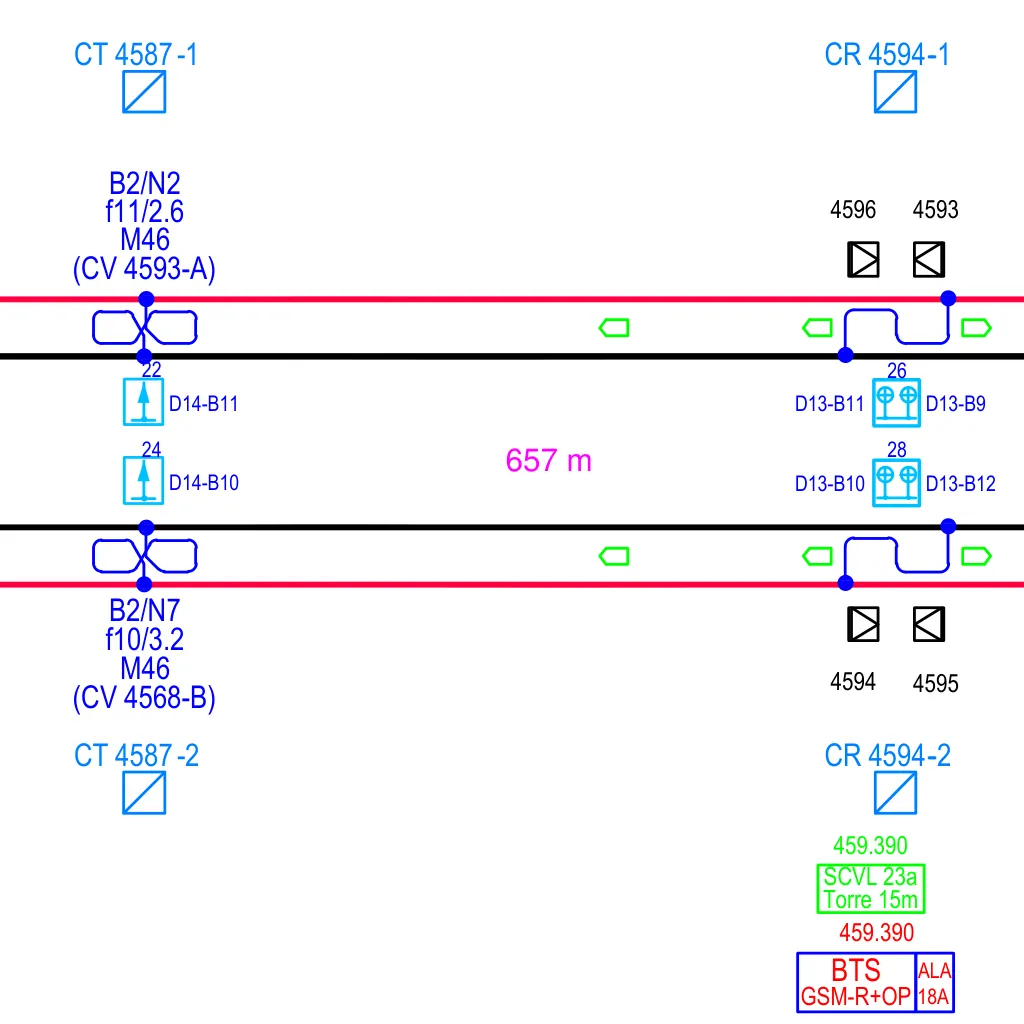 CT 4587-1
CR 4594-1
B2/N2
f11/2.6
M46
(CV 4593-A)
4596
4593
22
D14-B11
26
D13-B11
D13-B9
657 m
24
D14-B10
28
D13-B10
D13-B12
B2/N7
f10/3.2
M46
(CV 4568-B)
4594
4595
CT 4587-2
CR 4594-2
459.390
SCVL 23a
Torre 15m
459.390
BTS
GSM-R+OP
ALA
18A